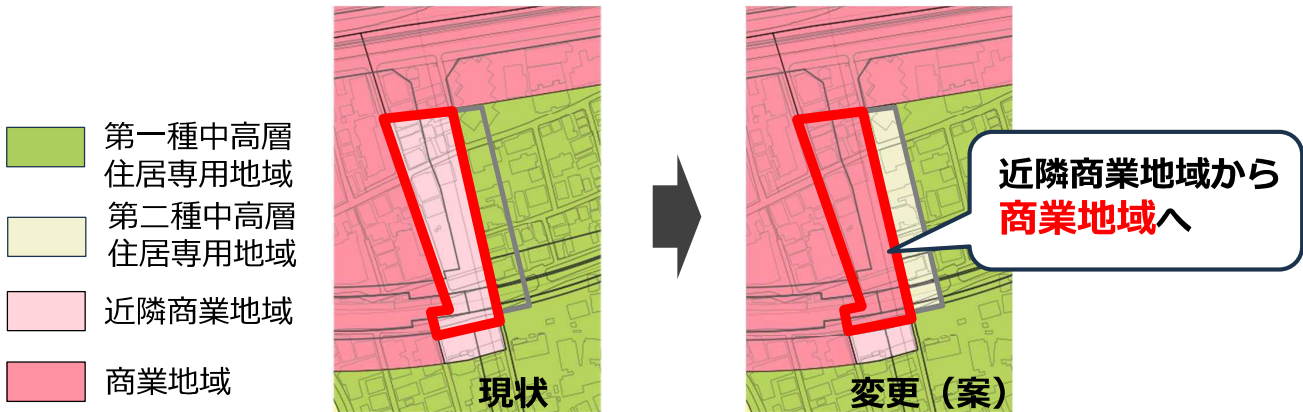 第一種中高層
住居専用地域
第二種中高層
住居専用地域
近隣商業地域
商業地域
現状
近隣商業地域から
商業地域へ
変更（案）